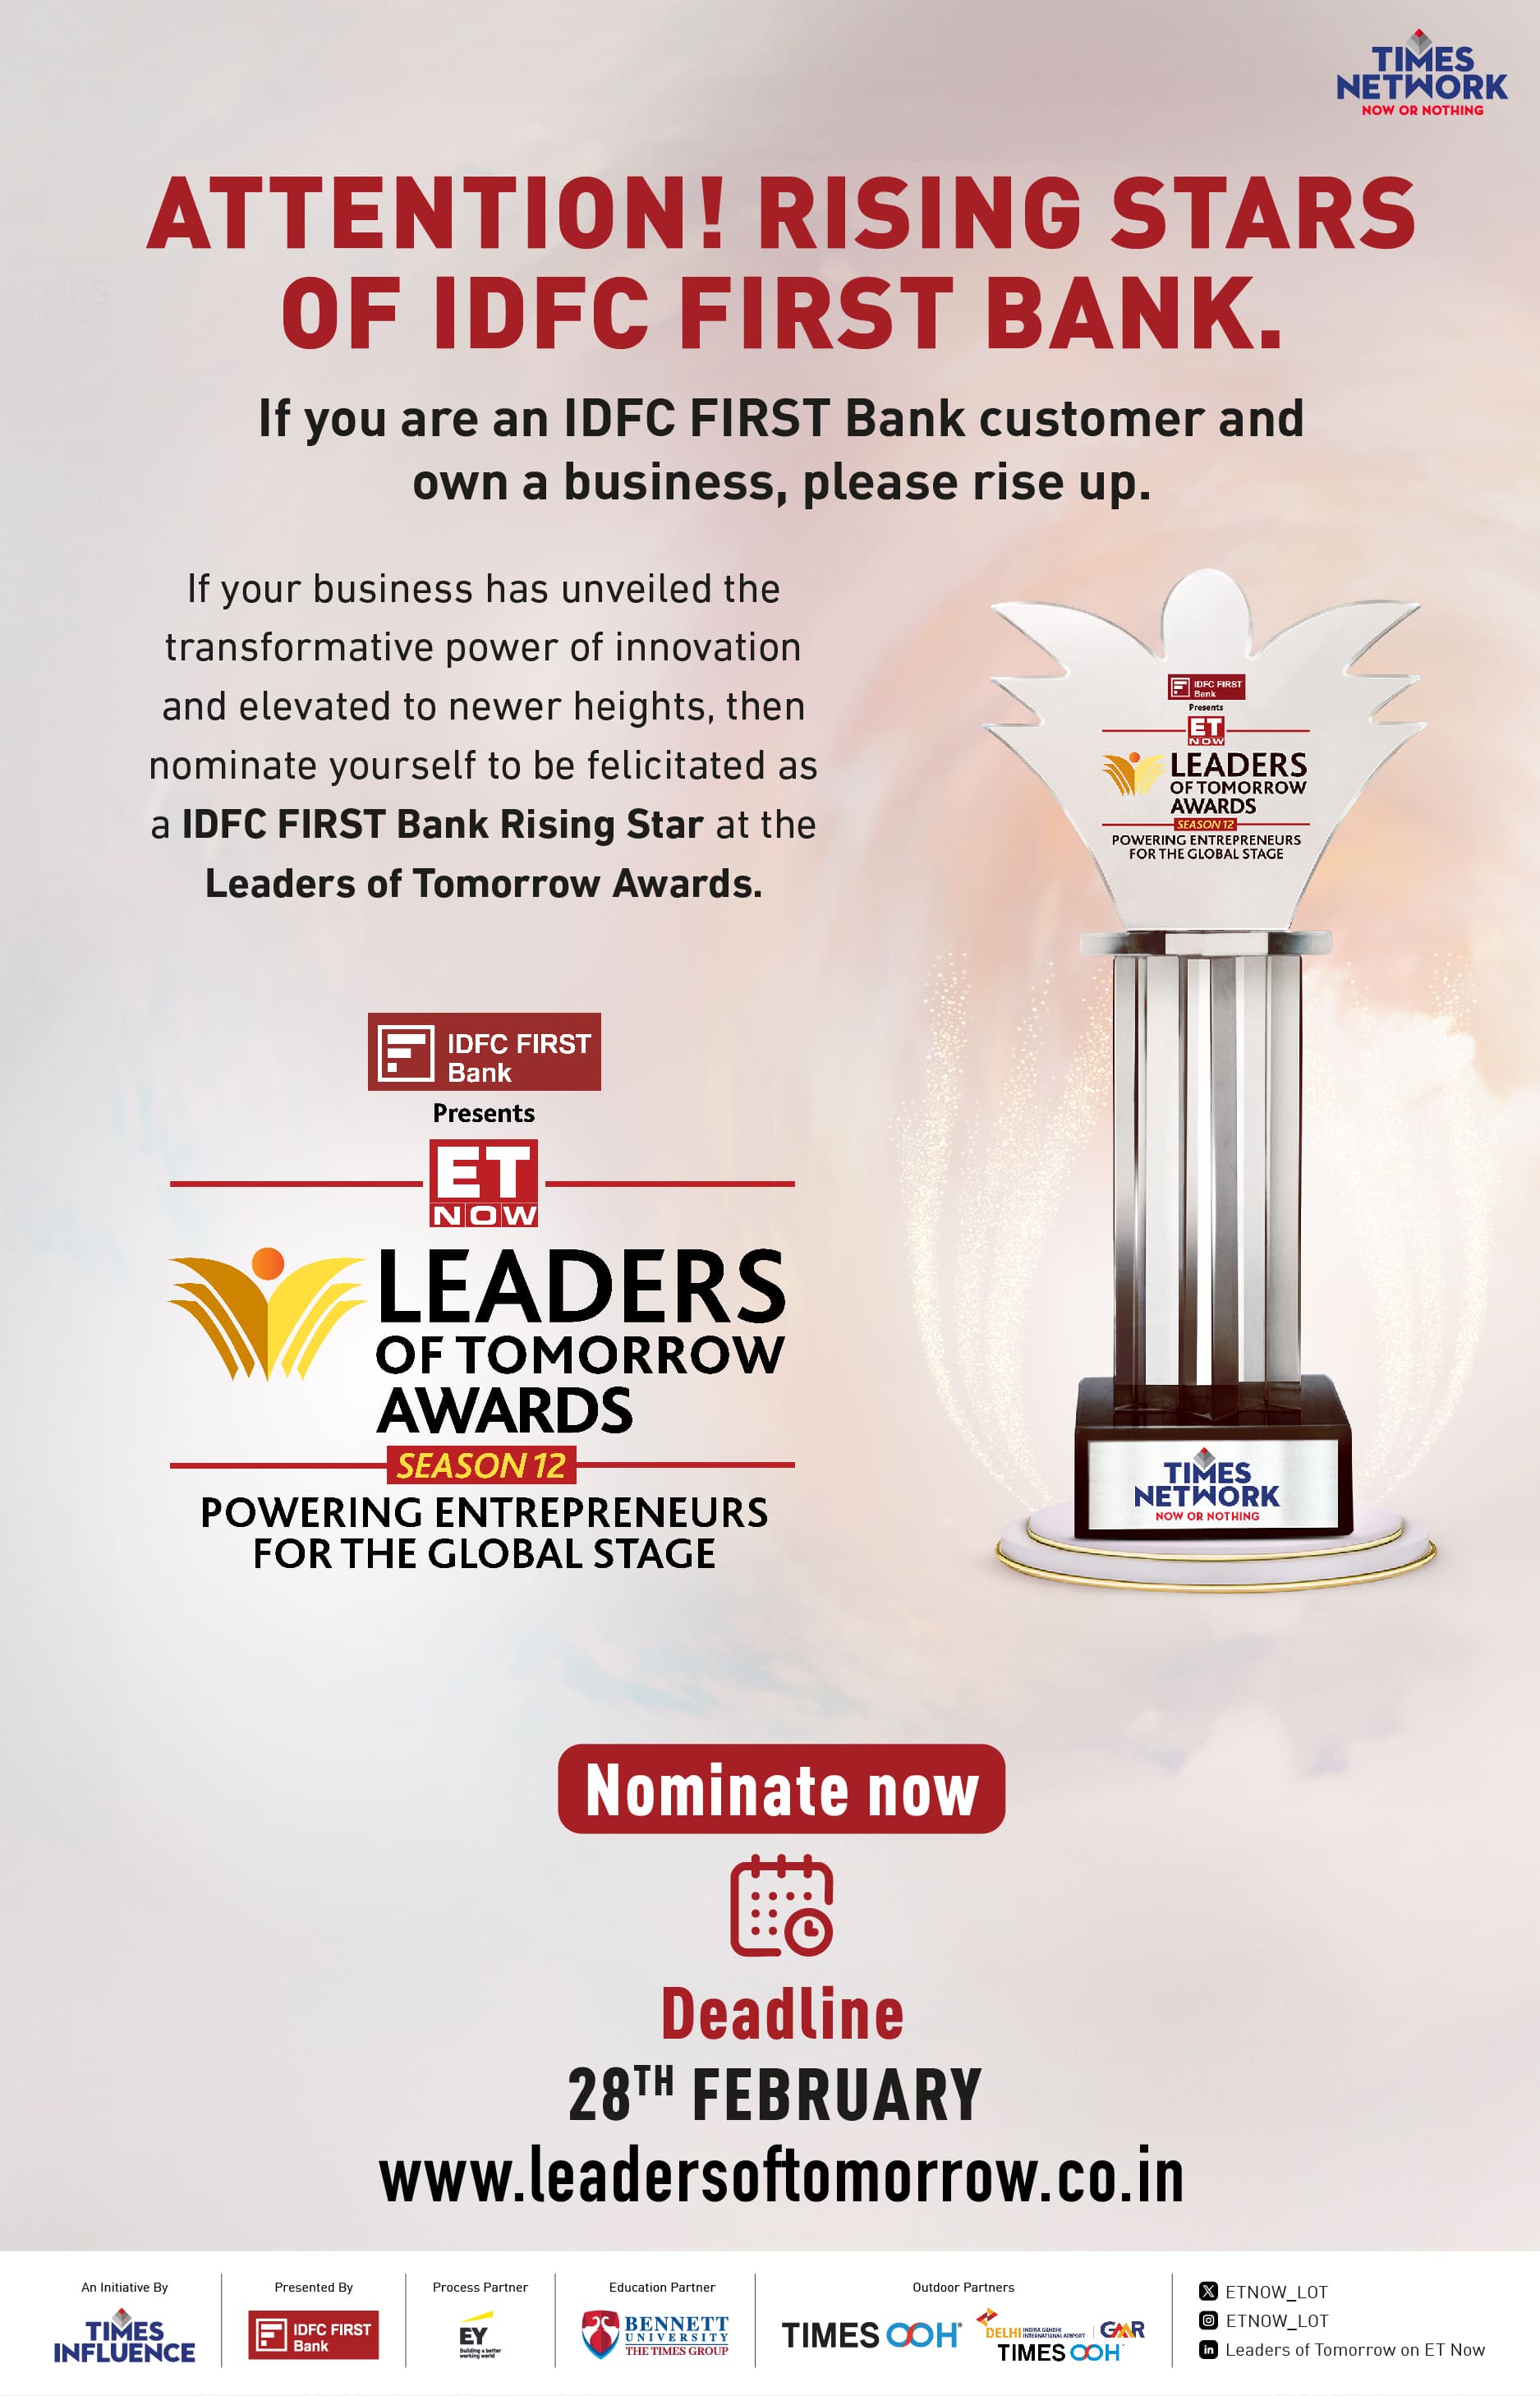 TIMES
NETWORK
NOW OR NOTHING
ATTENTION! RISING STARS
OF IDFC FIRST BANK.
If you are an IDFC FIRST Bank customer and
own a business, please rise up.
If your business has unveiled the
transformative power of innovation
and elevated to newer heights, then
nominate yourself to be felicitated as
a IDFC FIRST Bank Rising Star at the
Leaders of Tomorrow Awards.
IDFC FIRST
Bank
Presents
ET
NOW
LEADERS
OF TOMORROW
AWARDS
SEASON 12
POWERING ENTREPRENEURS
FOR THE GLOBAL STAGE
IDFC FIRST
Bank
Presents
ET
NOW
LEADERS
OF TOMORROW
AWARDS
SEASON 12
POWERING ENTREPRENEURS
FOR THE GLOBAL STAGE
TIMES
NETWORK
NOW OR NOTHING
Nominate now
Deadline
28TH FEBRUARY
www.leadersoftomorrow.co.in
An Initiative By
TIMES
INFLUENCE
Presented By
IDFC FIRST
Bank
Process Partner
EY
Building a better
working world
Education Partner
BENNETT
UNIVERSITY
THE TIMES GROUP
Outdoor Partners
TIMES OOH
DELHI INDIRA GANDHI
INTERNATIONAL AIRPORT
GMR
TIMES OOH
ETNOW_LOT
ETNOW_LOT
Leaders of Tomorrow on ET Now